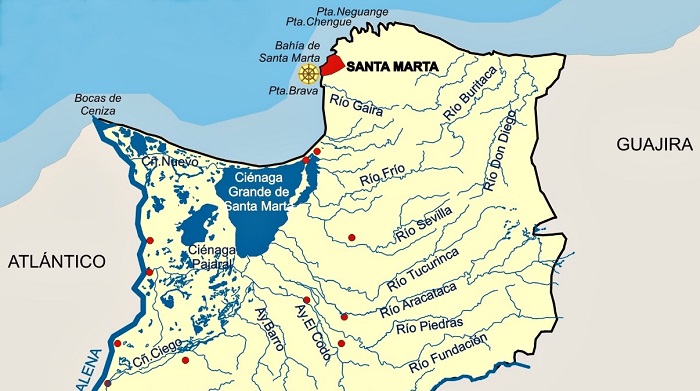 Pta.Neguange
Pta.Chengue
Bahía de
Santa Marta
SANTA MARTA
Pta.Brava
Bocas de
Ceniza
Río Gaira
Río Buritaca
Río Don Diego
GUAJIRA
Cñ.Nuevo
Ciénaga
Grande de
Santa Marta
Río Frío
Río Sevilla
ATLÁNTICO
Ciénaga
Pajaral
Río Tucurinca
Río Aracataca
Ay.Barro
Ay.El Codo
Río Piedras
Cñ.Ciego
Río Fundación
ALENA